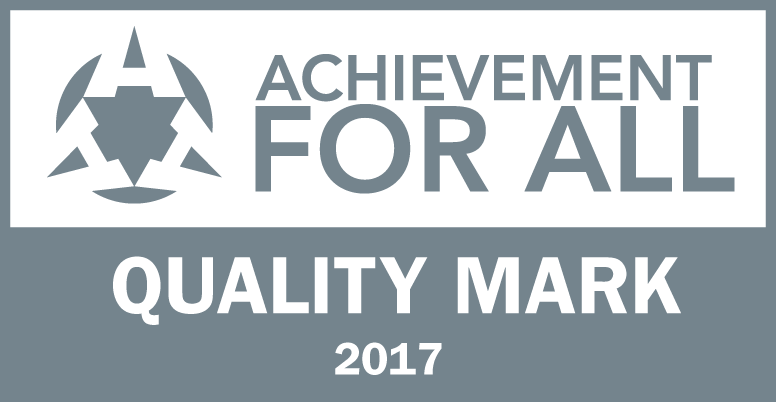 ACHIEVEMENT
FOR ALL
QUALITY MARK
2017